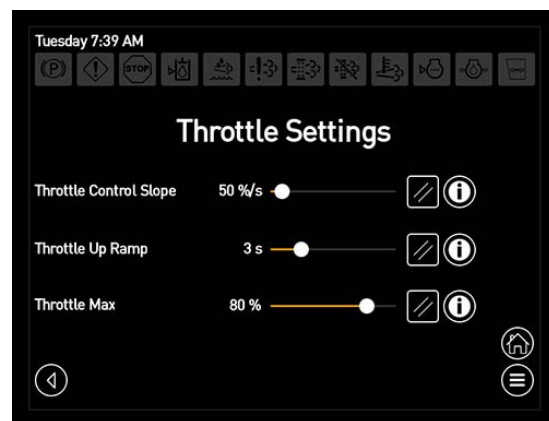 Tuesday 7:39 AM
STOP
Throttle Settings
Throttle Control Slope 50 %/s
Throttle Up Ramp 3 s
Throttle Max 80 %